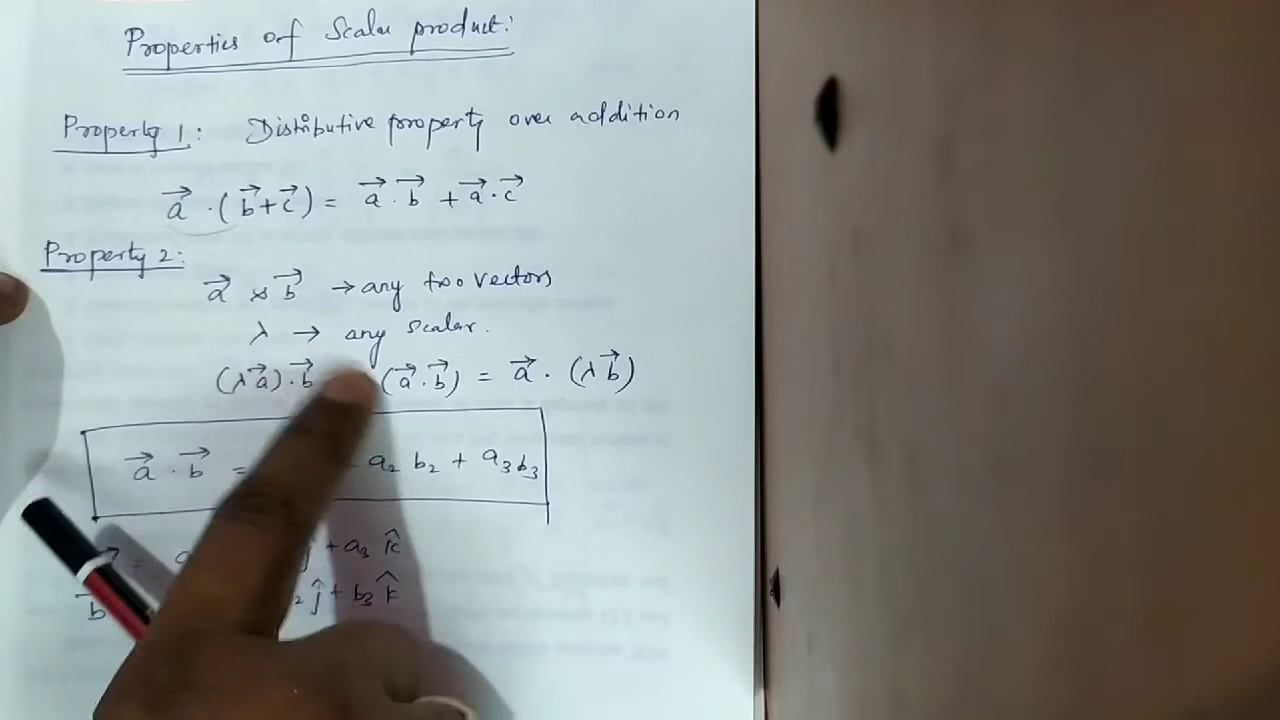 Properties of Scalar product:
Property 1: Distributive property over addition
a⃗ · (b⃗ + c⃗) = a⃗ · b⃗ + a⃗ · c⃗
Property 2:
a⃗ & b⃗ → any two vectors
λ → any scalar.
(λa⃗) · b⃗ (a⃗ · b⃗) = a⃗ · (λb⃗)
a⃗ · b⃗ = a₂ b₂ + a₃ b₃
= a + a₃ k̂
b⃗ ₂ ĵ + b₃ k̂